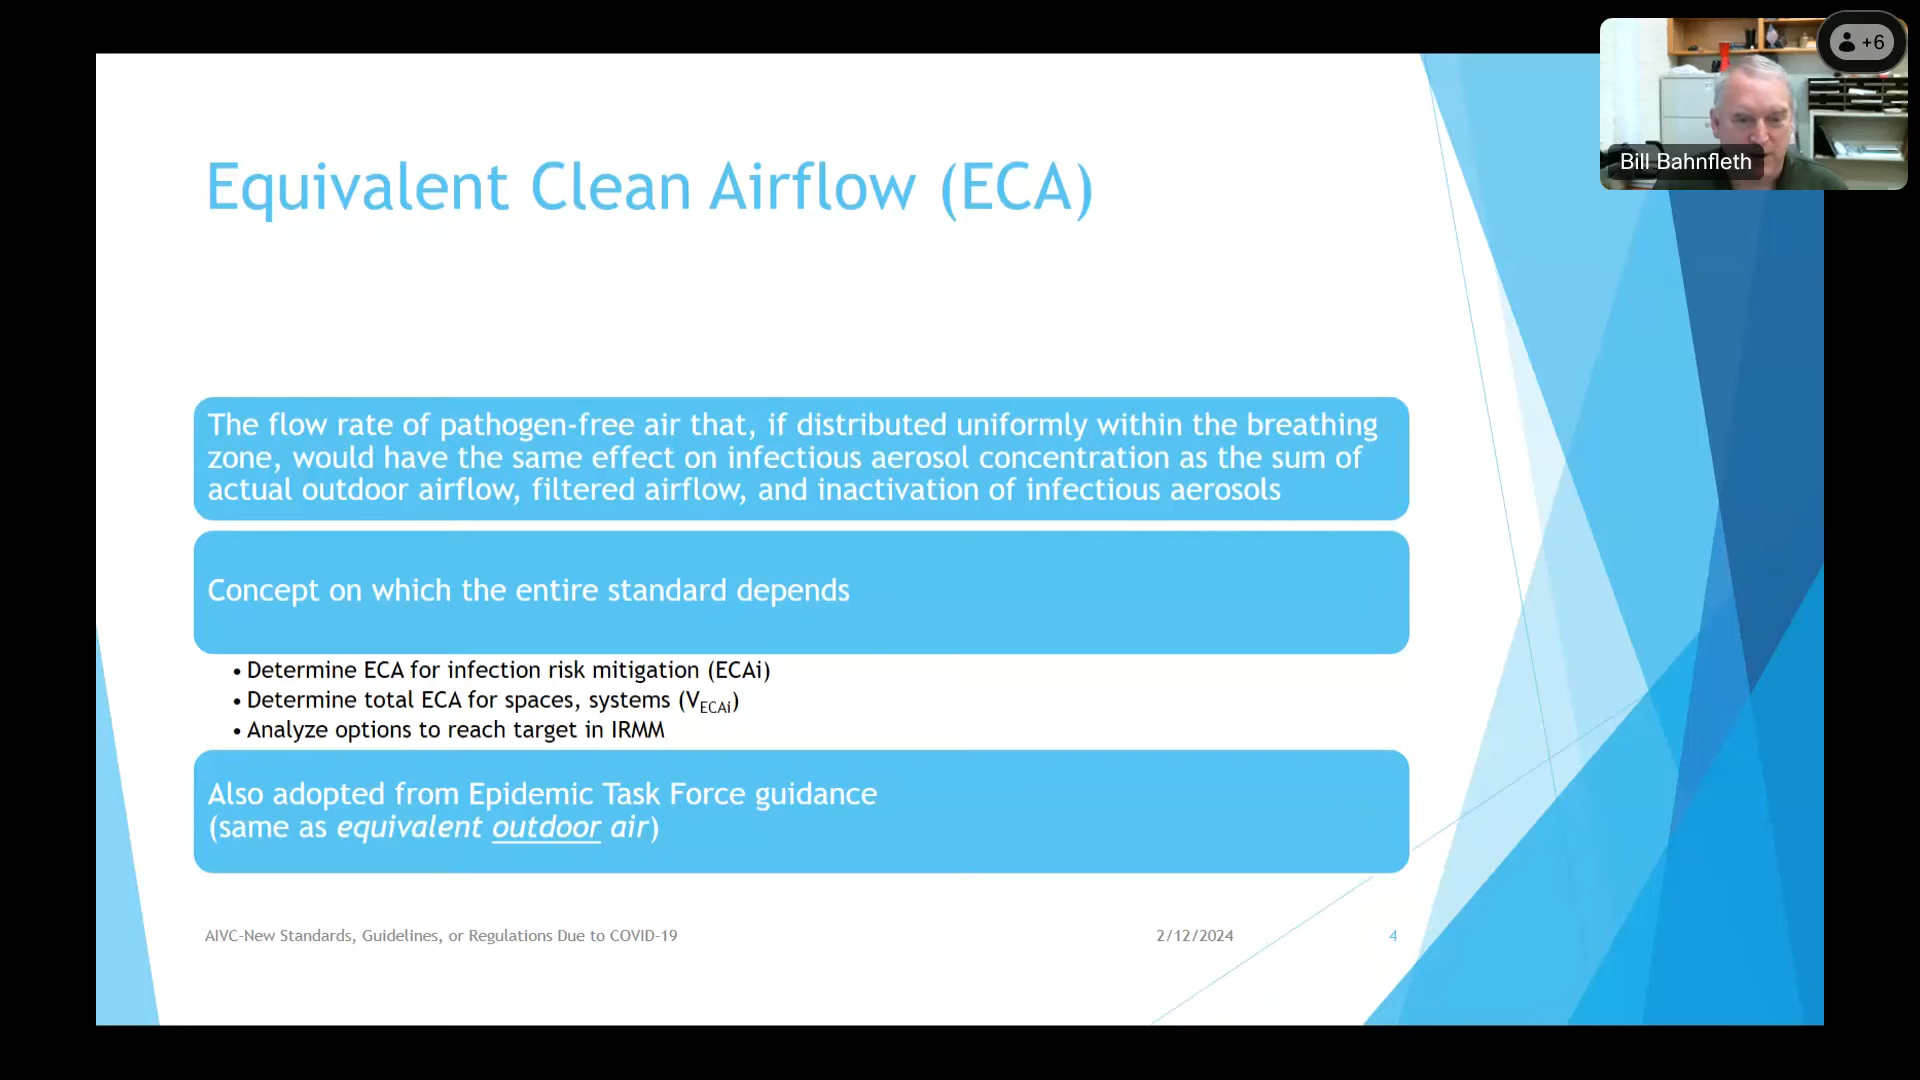 +6
Bill Bahnfleth
Equivalent Clean Airflow (ECA)
The flow rate of pathogen-free air that, if distributed uniformly within the breathing
zone, would have the same effect on infectious aerosol concentration as the sum of
actual outdoor airflow, filtered airflow, and inactivation of infectious aerosols
Concept on which the entire standard depends
• Determine ECA for infection risk mitigation (ECAi)
• Determine total ECA for spaces, systems (V_ECAi)
• Analyze options to reach target in IRMM
Also adopted from Epidemic Task Force guidance
(same as equivalent outdoor air)
AIVC-New Standards, Guidelines, or Regulations Due to COVID-19
2/12/2024
4